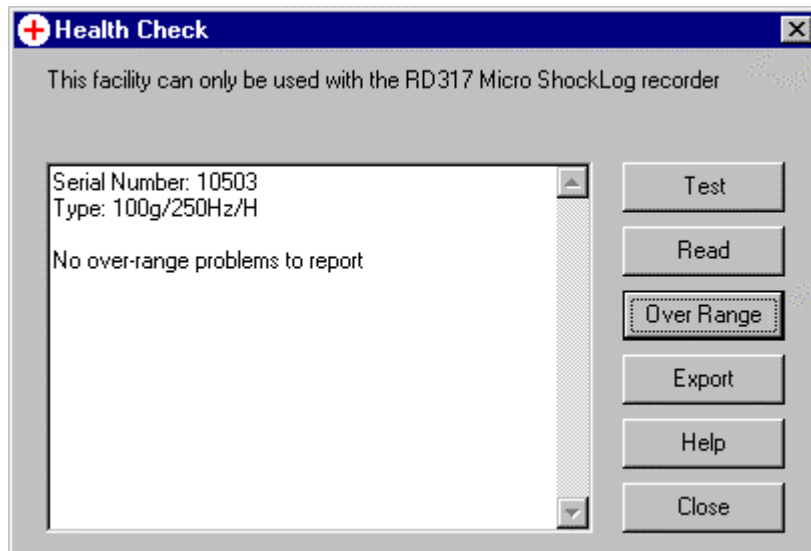 Health Check
This facility can only be used with the RD317 Micro ShockLog recorder
Serial Number: 10503
Type: 100g/250Hz/H
No over-range problems to report
Test
Read
Over Range
Export
Help
Close